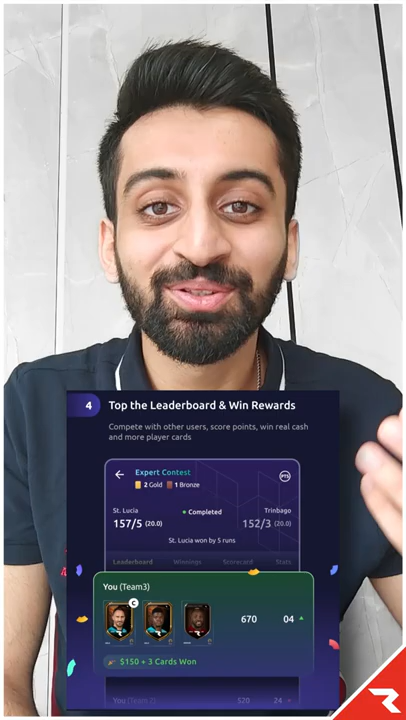 4 Top the Leaderboard & Win Rewards
Compete with other users, score points, win real cash
and more player cards
Expert Contest
2 Gold 1 Bronze
PTS
St. Lucia Completed Trinbago
157/5 (20.0) 152/3 (20.0)
St. Lucia won by 5 runs
Leaderboard Winnings Scorecard Stats
You (Team3)
C
670 04
$150 + 3 Cards Won
You (Team 2)
520 24